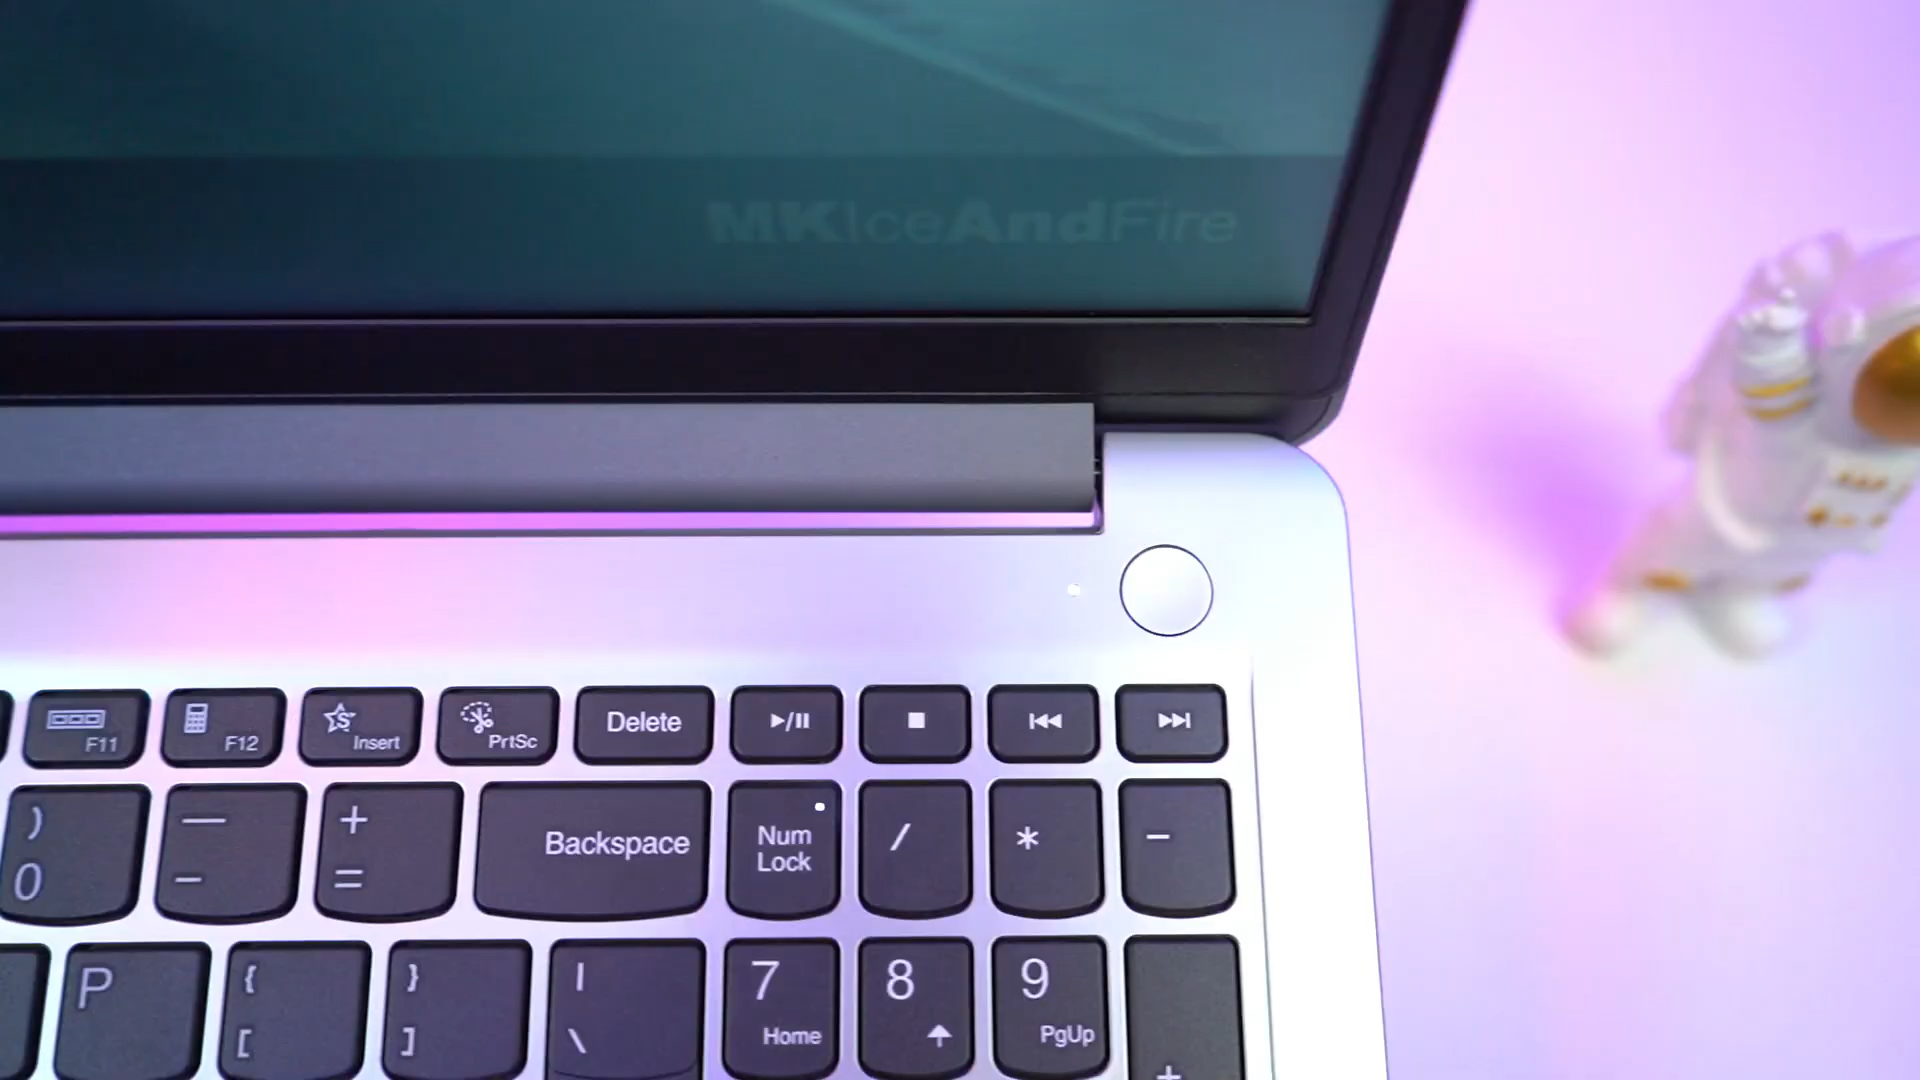 MKIceAndFire
F11 F12 Insert PrtSc Delete
) — + Backspace Num Lock / * -
0 - =
P { } | 7 8 9
[ ] \ Home PgUp
+